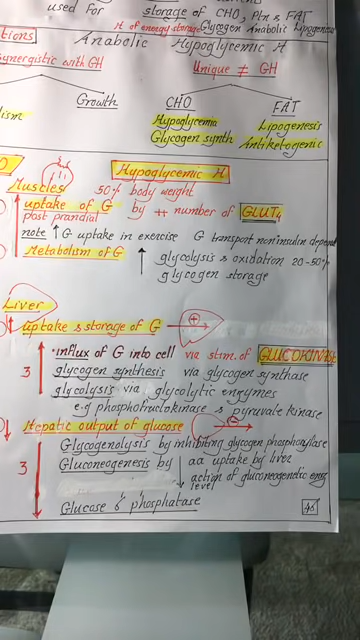 used for storage of CHO, Ptn & FAT
H of energy storage Glycogen Anabolic Lipogenesis
tions Anabolic Hypoglycemic H
synergistic with GH Unique ≠ GH
Growth CHO FAT
lism Hypoglycemia Lipogenesis
Glycogen synth Antiketogenic
Hypoglycemic H
Muscles 50% body weight
↑ uptake of G by ++ number of GLUT4
post prandial
note ↑ G uptake in exercise G transport noninsulin depend
Metabolism of G ↑ glycolysis & oxidation 20-50%
glycogen storage
Liver
↑ uptake & storage of G → +
• influx of G into cell via stim. of GLUCOKINASE
3 glycogen synthesis via glycogen synthase
glycolysis via glycolytic enzymes
e.g phosphofructokinase & pyruvate kinase
↓ Hepatic output of glucose
Glycogenolysis by inhibiting glycogen phosphorylase
3 Gluconeogenesis by ↓ aa uptake by liver
action of gluconeogenetic enz
level
Glucose 6 phosphatase
46